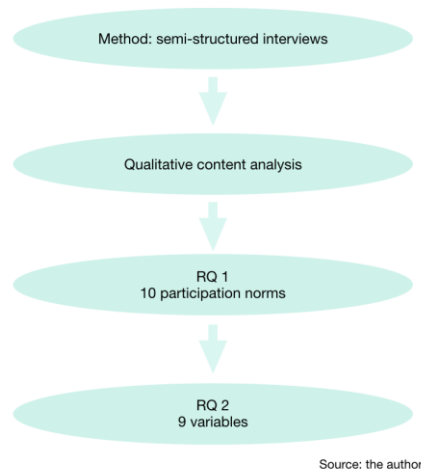 Method: semi-structured interviews
Qualitative content analysis
RQ 1
10 participation norms
RQ 2
9 variables
Source: the author